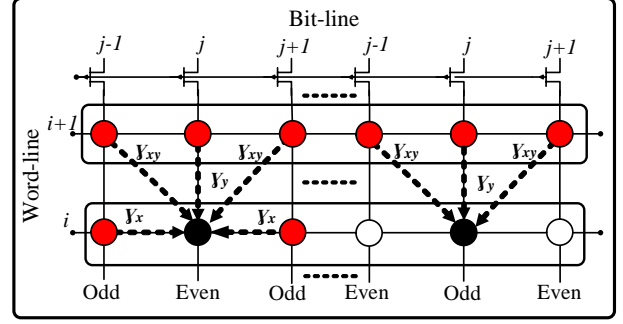 Bit-line
j-1 j j+1 j-1 j j+1
Word-line
i+1
γxy γy γxy γxy γy γxy
i
γx γx
Odd Even Odd Even Odd Even